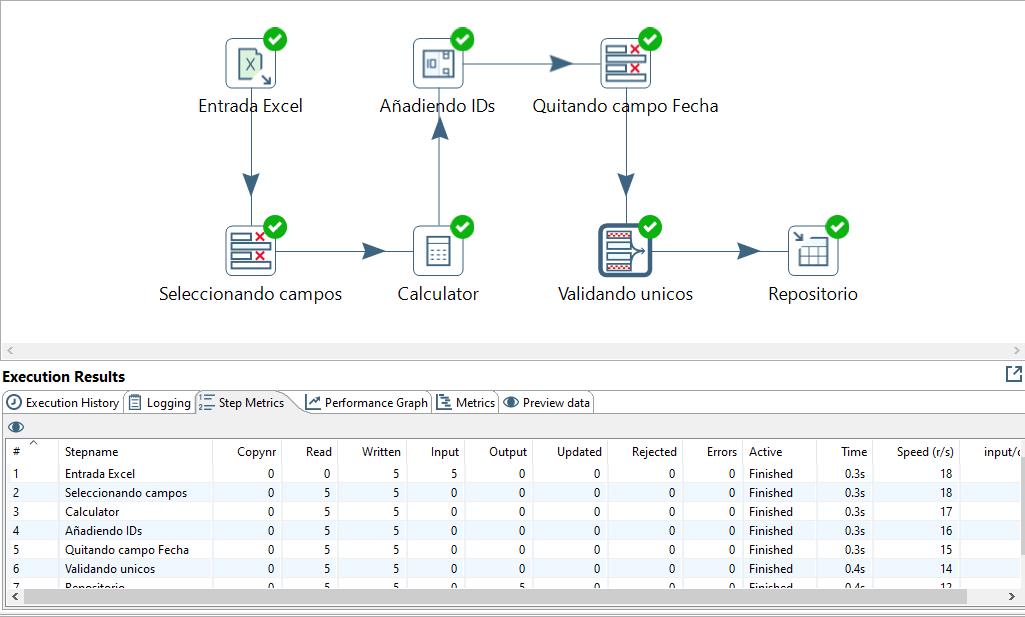 Entrada Excel
Añadiendo IDs
Quitando campo Fecha
Seleccionando campos
Calculator
Validando unicos
Repositorio
Execution Results
Execution History Logging Step Metrics Performance Graph Metrics Preview data
# Stepname Copynr Read Written Input Output Updated Rejected Errors Active Time Speed (r/s) input/
1 Entrada Excel 0 0 5 5 0 0 0 0 Finished 0.3s 18
2 Seleccionando campos 0 5 5 0 0 0 0 0 Finished 0.3s 18
3 Calculator 0 5 5 0 0 0 0 0 Finished 0.3s 17
4 Añadiendo IDs 0 5 5 0 0 0 0 0 Finished 0.3s 16
5 Quitando campo Fecha 0 5 5 0 0 0 0 0 Finished 0.3s 15
6 Validando unicos 0 5 5 0 0 0 0 0 Finished 0.4s 14
7 Repositorio 0 5 5 0 5 0 0 0 Finished 0.4s